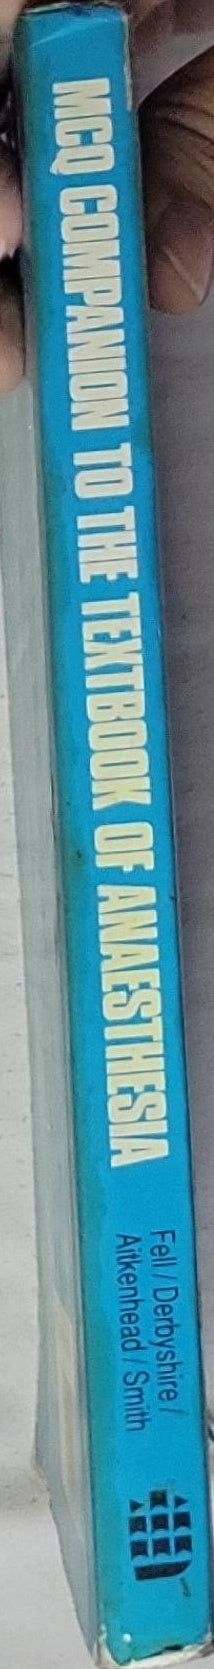 MCQ COMPANION TO THE TEXTBOOK OF ANAESTHESIA
Fell / Derbyshire /
Aitkenhead / Smith